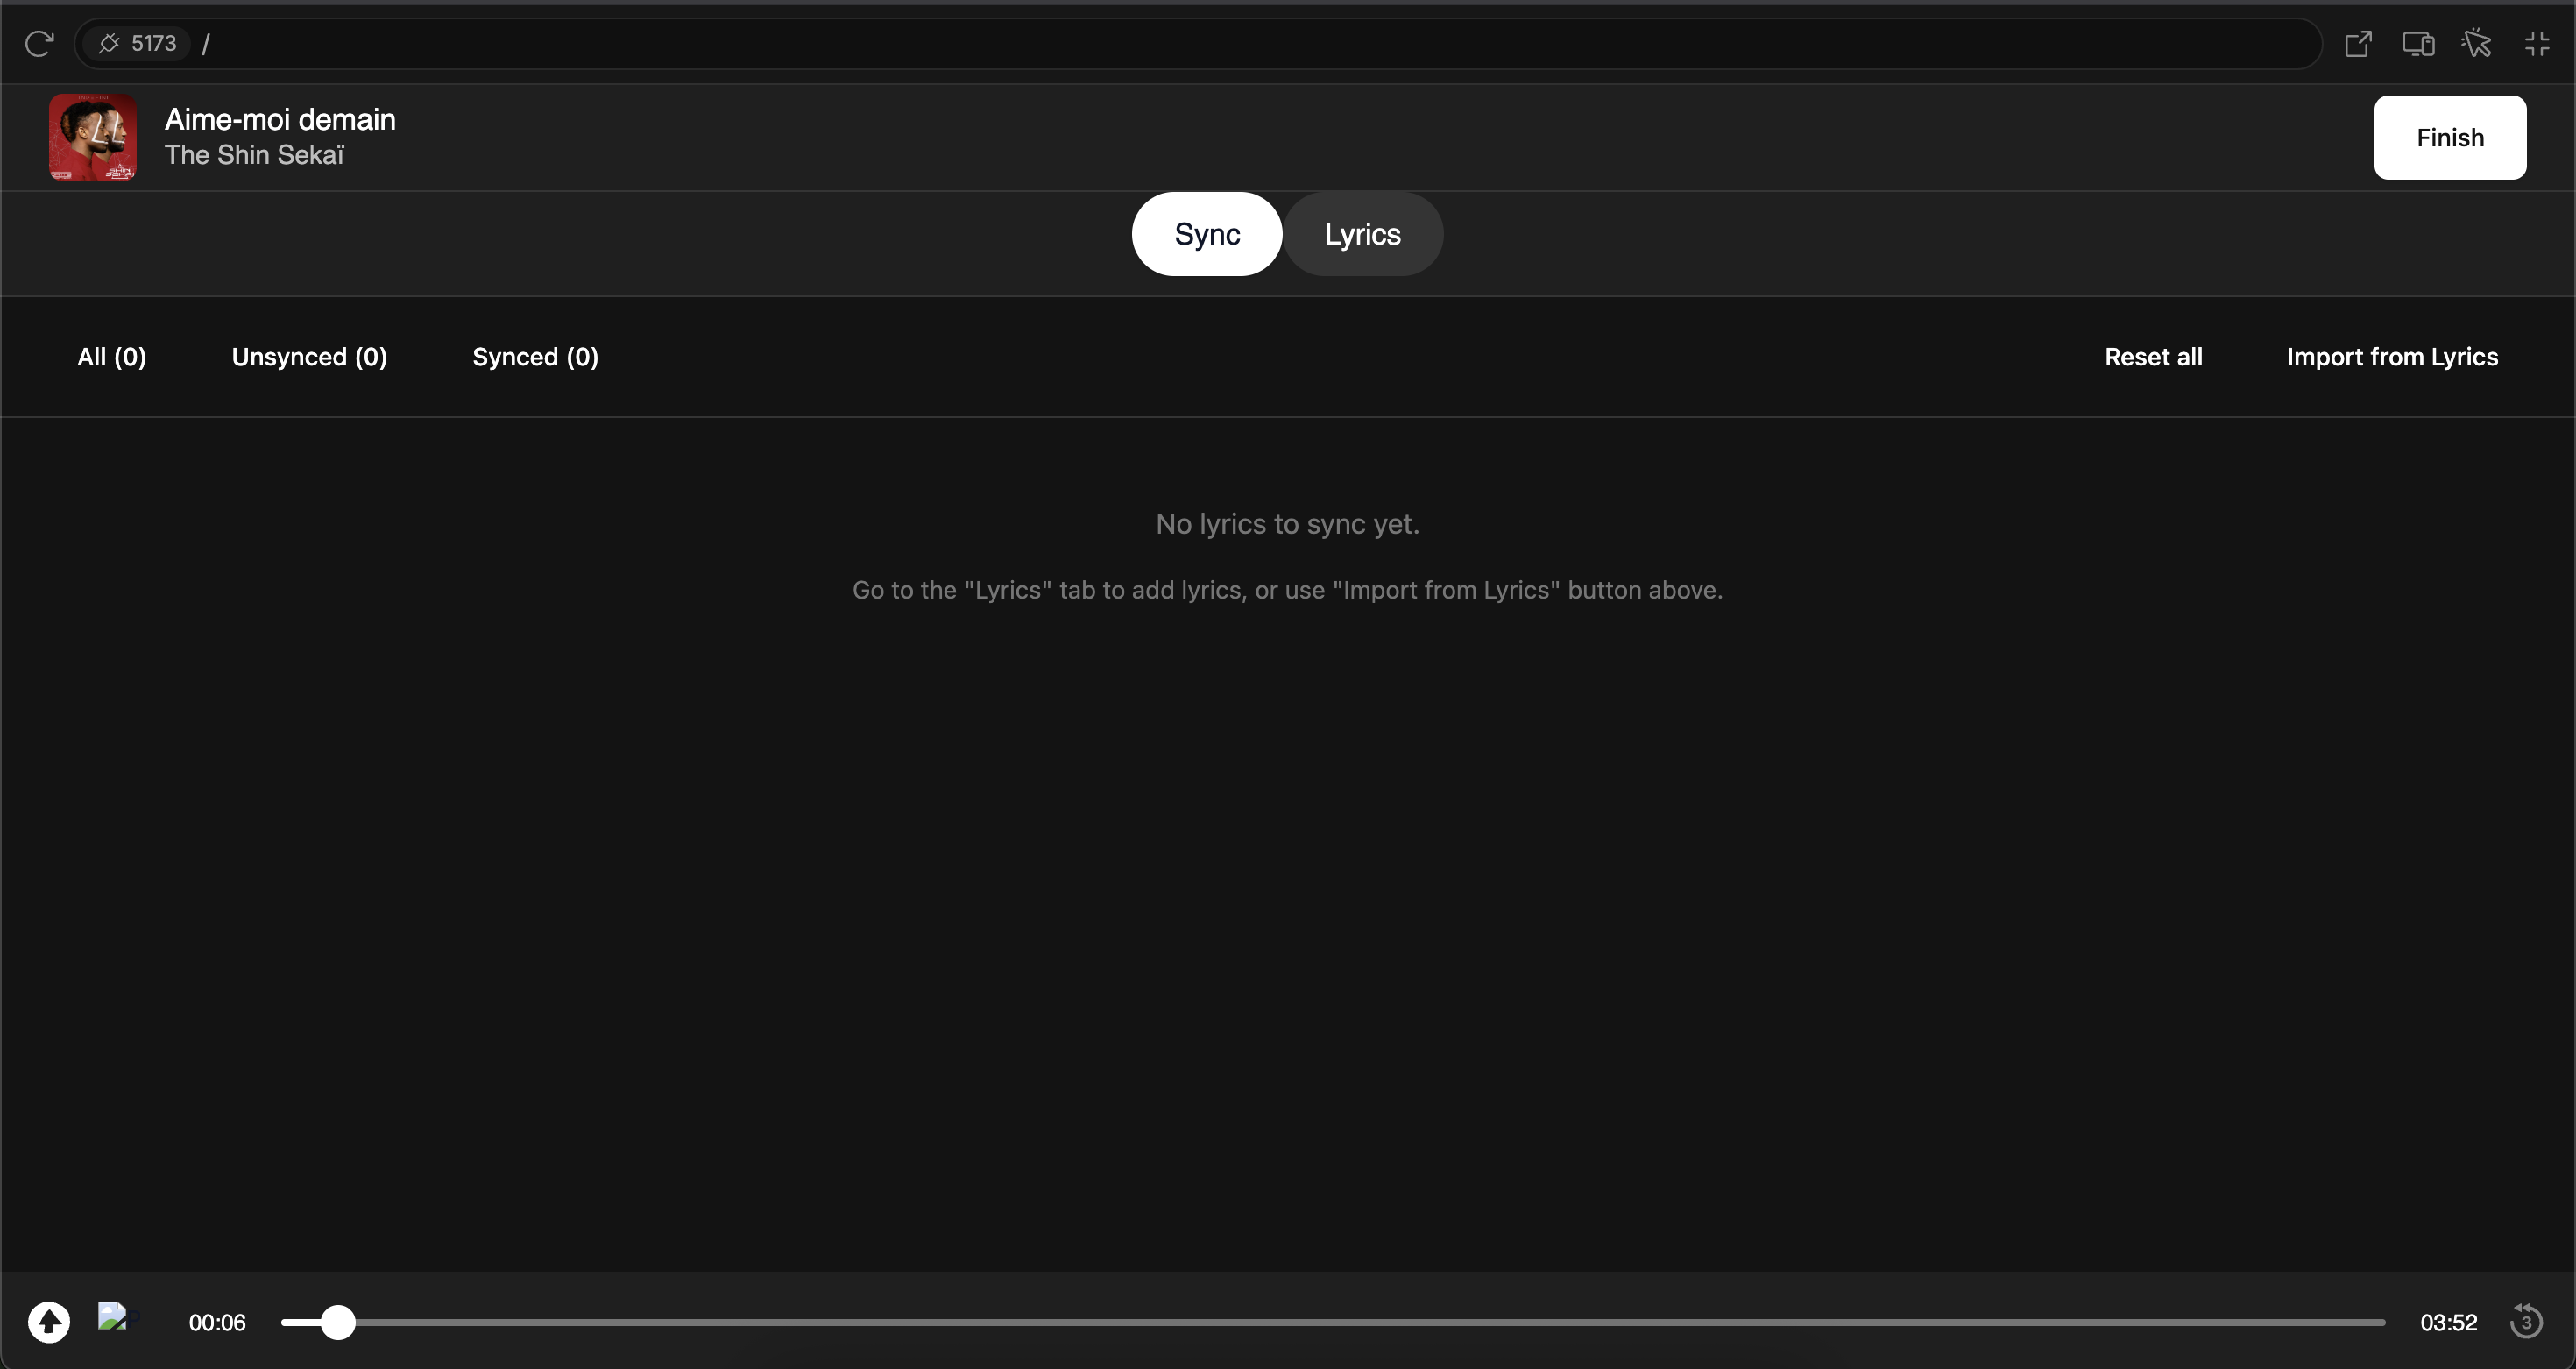 5173 /
Aime-moi demain
The Shin Sekaï
Finish
Sync Lyrics
All (0) Unsynced (0) Synced (0) Reset all Import from Lyrics
No lyrics to sync yet.
Go to the "Lyrics" tab to add lyrics, or use "Import from Lyrics" button above.
00:06 03:52 3